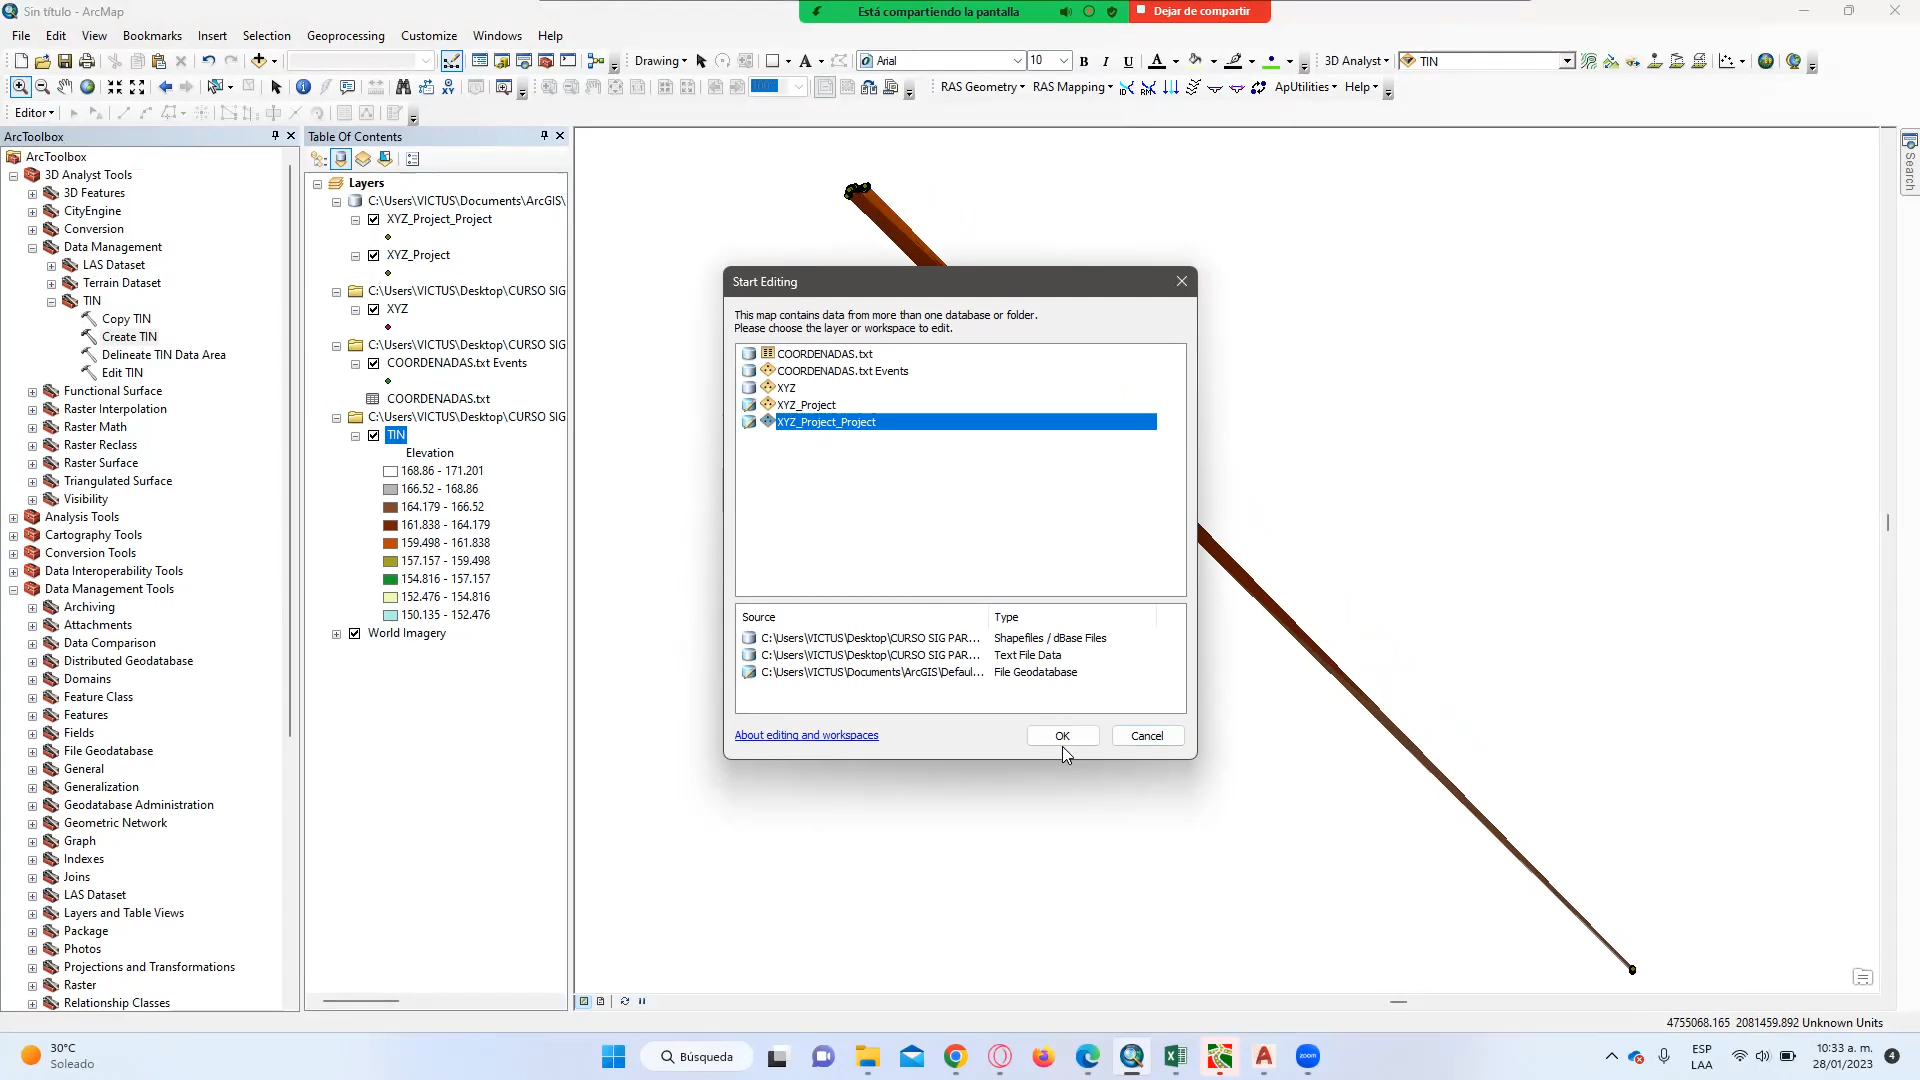 Sin título - ArcMap
Está compartiendo la pantalla
Dejar de compartir
File Edit View Bookmarks Insert Selection Geoprocessing Customize Windows Help
Drawing
Arial
10
B I U A
3D Analyst
TIN
RAS Geometry RAS Mapping ApUtilities Help
Editor
ArcToolbox
Table Of Contents
Search
ArcToolbox
3D Analyst Tools
3D Features
CityEngine
Conversion
Data Management
LAS Dataset
Terrain Dataset
TIN
Copy TIN
Create TIN
Delineate TIN Data Area
Edit TIN
Functional Surface
Raster Interpolation
Raster Math
Raster Reclass
Raster Surface
Triangulated Surface
Visibility
Analysis Tools
Cartography Tools
Conversion Tools
Data Interoperability Tools
Data Management Tools
Archiving
Attachments
Data Comparison
Distributed Geodatabase
Domains
Feature Class
Features
Fields
File Geodatabase
General
Generalization
Geodatabase Administration
Geometric Network
Graph
Indexes
Joins
LAS Dataset
Layers and Table Views
Package
Photos
Projections and Transformations
Raster
Relationship Classes
Layers
C:\Users\VICTUS\Documents\ArcGIS\
XYZ_Project_Project
XYZ_Project
C:\Users\VICTUS\Desktop\CURSO SIG
XYZ
C:\Users\VICTUS\Desktop\CURSO SIG
COORDENADAS.txt Events
COORDENADAS.txt
C:\Users\VICTUS\Desktop\CURSO SIG
TIN
Elevation
168.86 - 171.201
166.52 - 168.86
164.179 - 166.52
161.838 - 164.179
159.498 - 161.838
157.157 - 159.498
154.816 - 157.157
152.476 - 154.816
150.135 - 152.476
World Imagery
Start Editing
This map contains data from more than one database or folder.
Please choose the layer or workspace to edit.
COORDENADAS.txt
COORDENADAS.txt Events
XYZ
XYZ_Project
XYZ_Project_Project
Source Type
C:\Users\VICTUS\Desktop\CURSO SIG PAR... Shapefiles / dBase Files
C:\Users\VICTUS\Desktop\CURSO SIG PAR... Text File Data
C:\Users\VICTUS\Documents\ArcGIS\Defaul... File Geodatabase
About editing and workspaces
OK
Cancel
4755068.165 2081459.892 Unknown Units
30°C
Soleado
Búsqueda
zoom
ESP
LAA
10:33 a. m.
28/01/2023
4